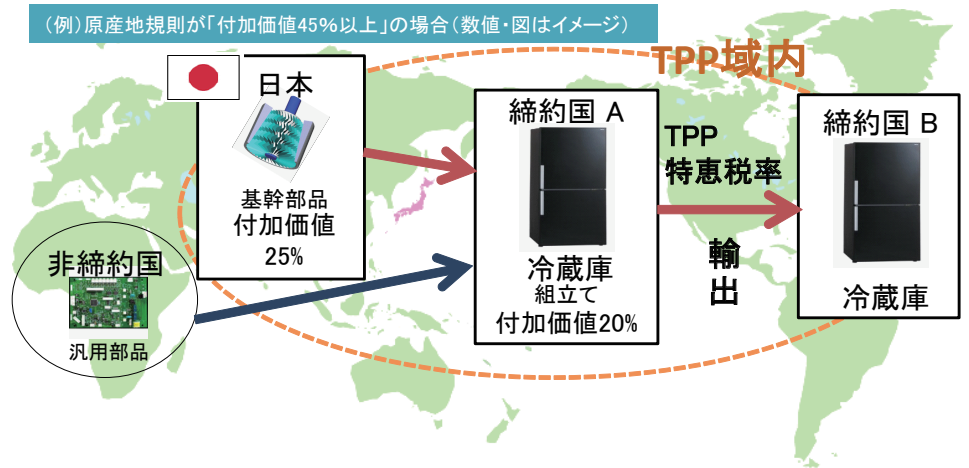 (例)原産地規則が「付加価値45%以上」の場合(数値・図はイメージ)
TPP域内
日本
基幹部品
付加価値
25%
非締約国
汎用部品
締約国 A
冷蔵庫
組立て
付加価値20%
TPP
特恵税率
輸
出
締約国 B
冷蔵庫